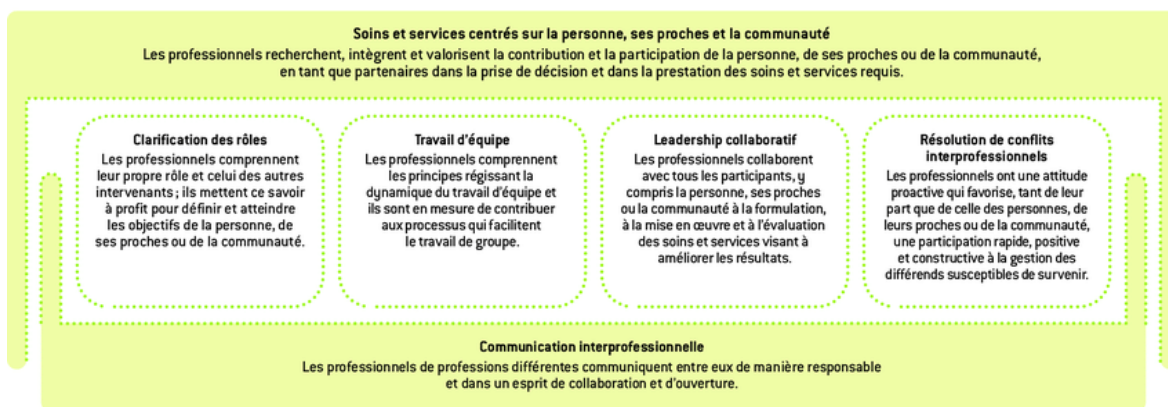 Soins et services centrés sur la personne, ses proches et la communauté
Les professionnels recherchent, intègrent et valorisent la contribution et la participation de la personne, de ses proches ou de la communauté,
en tant que partenaires dans la prise de décision et dans la prestation des soins et services requis.
Clarification des rôles
Les professionnels comprennent
leur propre rôle et celui des autres
intervenants ; ils mettent ce savoir
à profit pour définir et atteindre
les objectifs de la personne, de
ses proches ou de la communauté.
Travail d'équipe
Les professionnels comprennent
les principes régissant la
dynamique du travail d'équipe et
ils sont en mesure de contribuer
aux processus qui facilitent
le travail de groupe.
Leadership collaboratif
Les professionnels collaborent
avec tous les participants, y
compris la personne, ses proches
ou la communauté à la formulation,
à la mise en œuvre et à l'évaluation
des soins et services visant à
améliorer les résultats.
Résolution de conflits
interprofessionnels
Les professionnels ont une attitude
proactive qui favorise, tant de leur
part que de celle des personnes, de
leurs proches ou de la communauté,
une participation rapide, positive
et constructive à la gestion des
différends susceptibles de survenir.
Communication interprofessionnelle
Les professionnels de professions différentes communiquent entre eux de manière responsable
et dans un esprit de collaboration et d'ouverture.